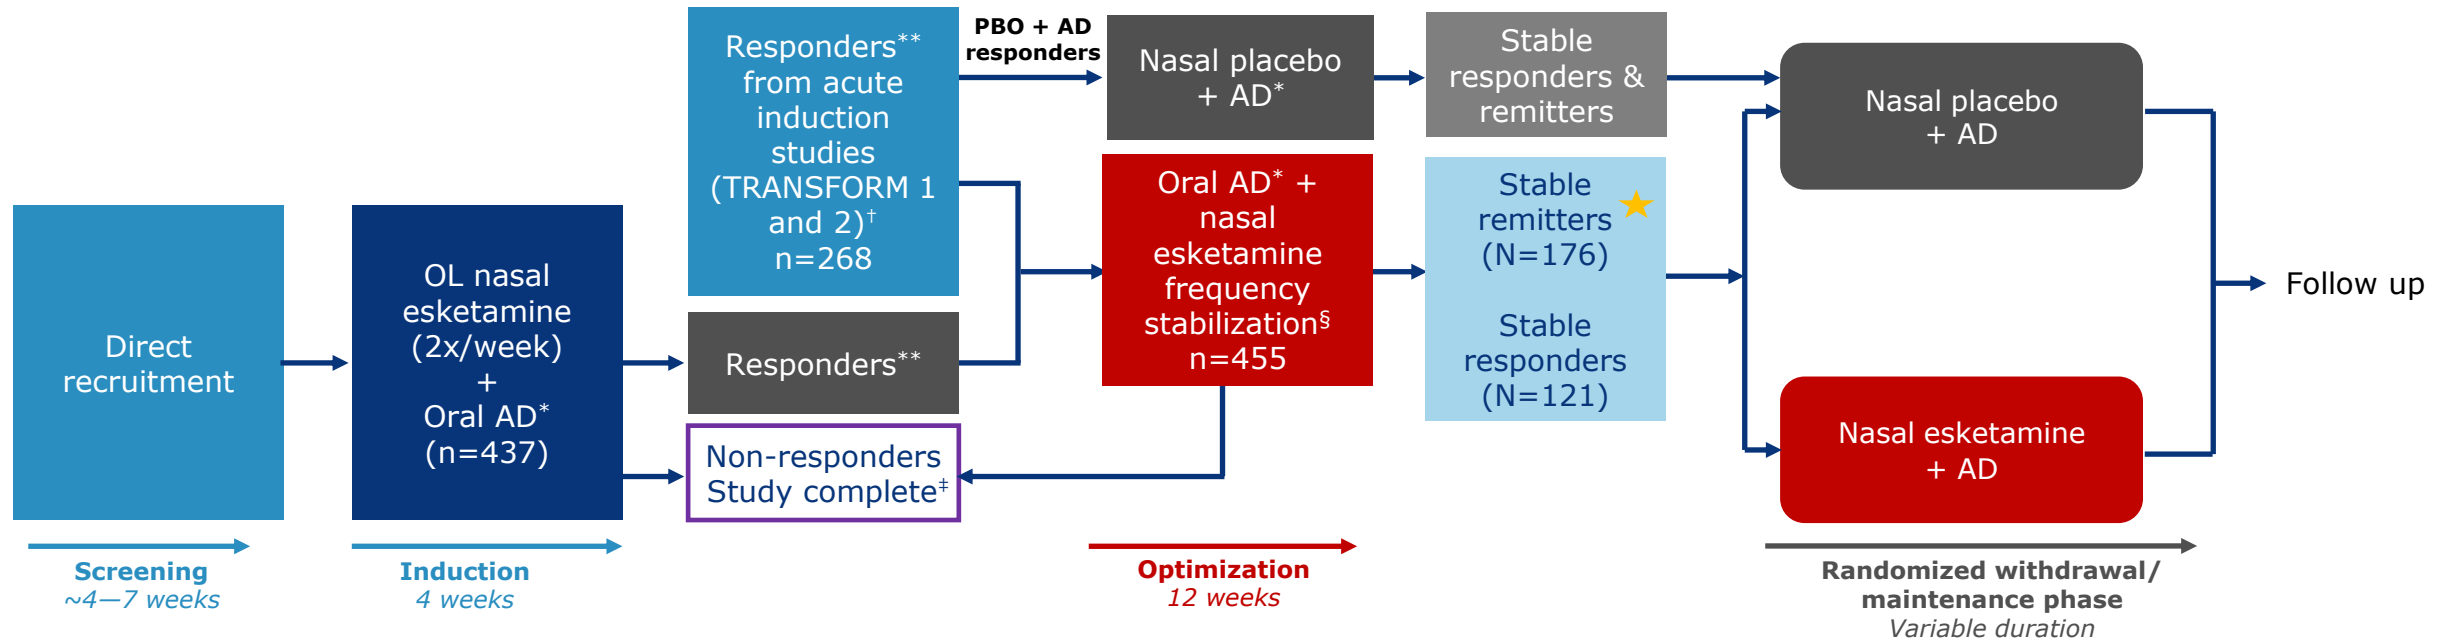 Direct
recruitment
OL nasal
esketamine
(2x/week)
+
Oral AD*
(n=437)
Responders**
from acute
induction
studies
(TRANSFORM 1
and 2)†
n=268
Responders**
Non-responders
Study complete‡
PBO + AD
responders
Nasal placebo
+ AD*
Oral AD* +
nasal
esketamine
frequency
stabilization§
n=455
Stable
responders &
remitters
Stable
remitters
(N=176)
Stable
responders
(N=121)
Nasal placebo
+ AD
Nasal esketamine
+ AD
Follow up
Screening
~4—7 weeks
Induction
4 weeks
Optimization
12 weeks
Randomized withdrawal/
maintenance phase
Variable duration